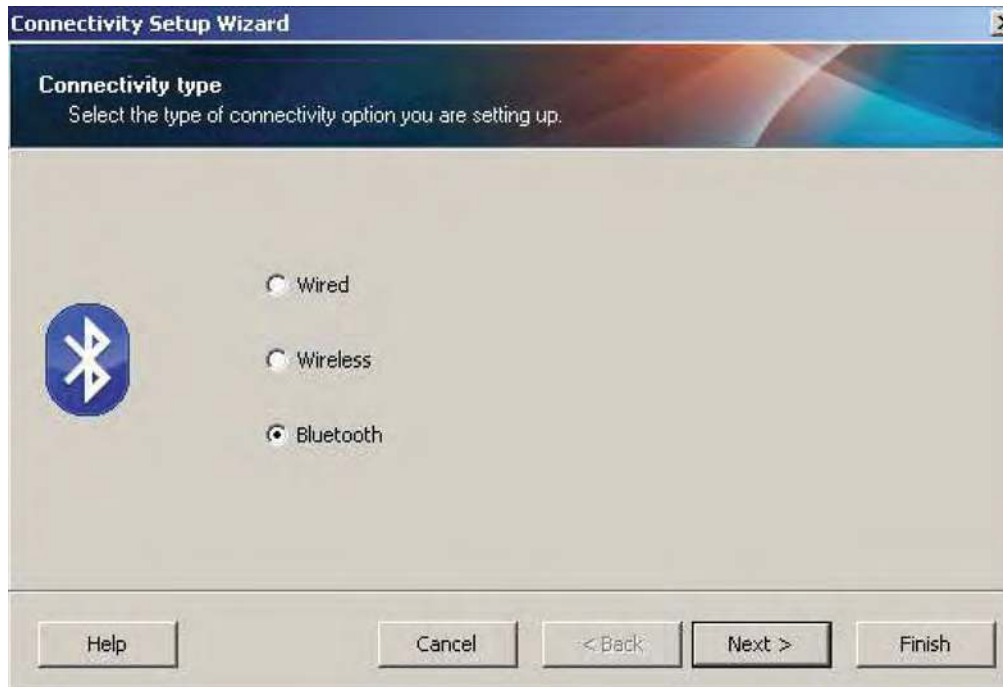 Connectivity Setup Wizard
Connectivity type
Select the type of connectivity option you are setting up.
Wired
Wireless
Bluetooth
Help
Cancel
< Back
Next >
Finish